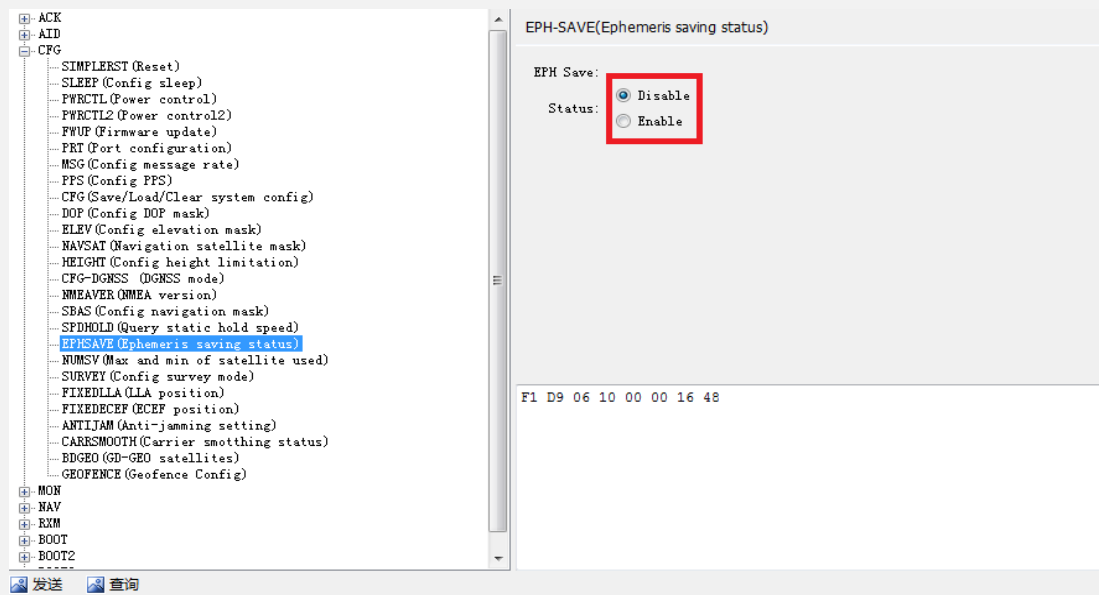 ACK
AID
CFG
SIMPLERST(Reset)
SLEEP(Config sleep)
PWRCTL(Power control)
PWRCTL2(Power control2)
FWUP(Firmware update)
PRT(Port configuration)
MSG(Config message rate)
PPS(Config PPS)
CFG(Save/Load/Clear system config)
DOP(Config DOP mask)
ELEV(Config elevation mask)
NAVSAT(Navigation satellite mask)
HEIGHT(Config height limitation)
CFG-DGNSS (DGNSS mode)
NMEAVER(NMEA version)
SBAS(Config navigation mask)
SPDHOLD(Query static hold speed)
EPHSAVE(Ephemeris saving status)
NUMSV(Max and min of satellite used)
SURVEY(Config survey mode)
FIXEDLLA(LLA position)
FIXEDECEF(ECEF position)
ANTIJAM(Anti-jamming setting)
CARRSMOOTH(Carrier smotthing status)
BDGEO(GD-GEO satellites)
GEOFENCE(Geofence Config)
MON
NAV
RXM
BOOT
BOOT2
发送 查询
EPH-SAVE(Ephemeris saving status)
EPH Save:
Status:
Disable
Enable
F1 D9 06 10 00 00 16 48